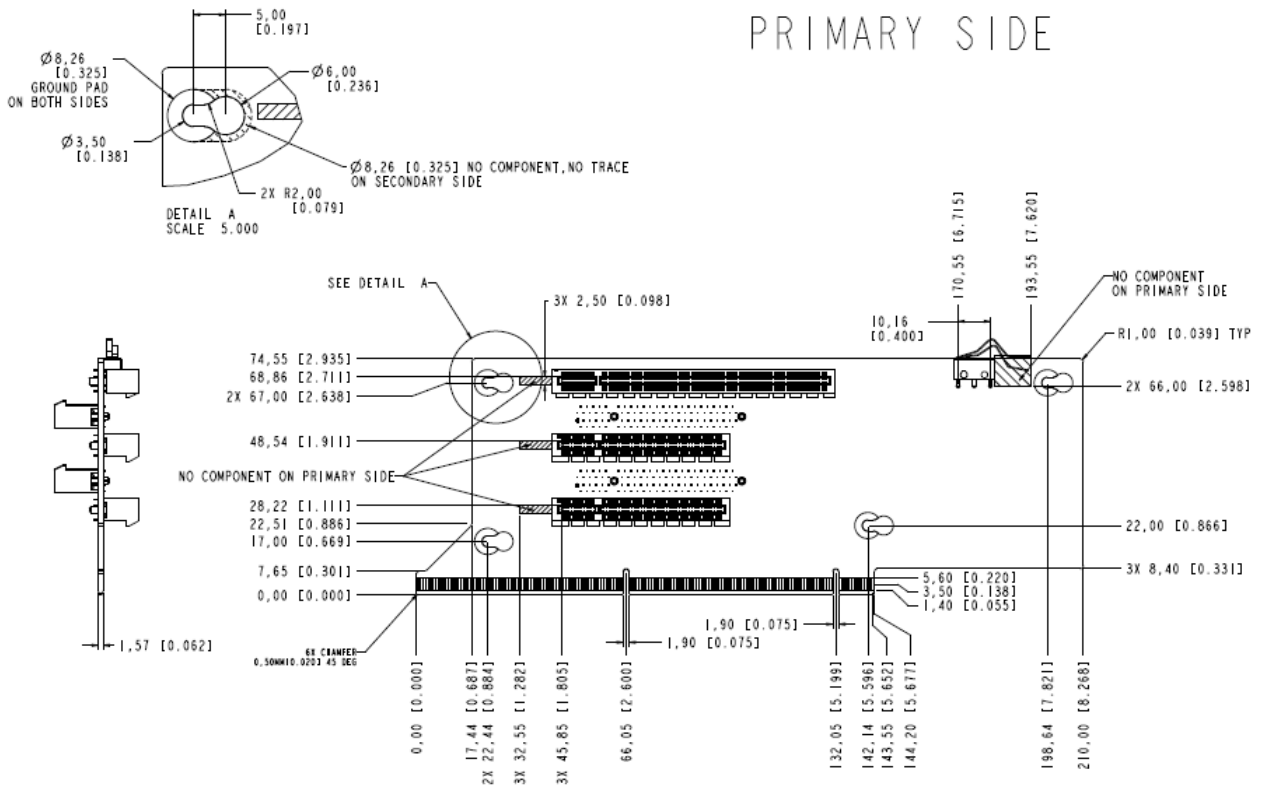 PRIMARY SIDE
5,00
[0.197]
Ø8,26
[0.325]
GROUND PAD
ON BOTH SIDES
Ø6,00
[0.236]
Ø3,50
[0.138]
Ø8,26 [0.325] NO COMPONENT,NO TRACE
ON SECONDARY SIDE
2X R2,00
[0.079]
DETAIL A
SCALE 5.000
SEE DETAIL A
3X 2,50 [0.098]
170,55 [6.715]
193,55 [7.620]
NO COMPONENT
ON PRIMARY SIDE
10,16
[0.400]
R1,00 [0.039] TYP
74,55 [2.935]
68,86 [2.711]
2X 67,00 [2.638]
2X 66,00 [2.598]
48,54 [1.911]
NO COMPONENT ON PRIMARY SIDE
28,22 [1.111]
22,51 [0.886]
17,00 [0.669]
22,00 [0.866]
7,65 [0.301]
0,00 [0.000]
3X 8,40 [0.331]
5,60 [0.220]
3,50 [0.138]
1,40 [0.055]
1,90 [0.075]
1,90 [0.075]
1,57 [0.062]
6X CHAMFER
0,50MM[0.020] 45 DEG
0,00 [0.000]
17,44 [0.687]
2X 22,44 [0.884]
3X 32,55 [1.282]
3X 45,85 [1.805]
66,05 [2.600]
132,05 [5.199]
142,14 [5.596]
143,55 [5.652]
144,20 [5.677]
198,64 [7.821]
210,00 [8.268]